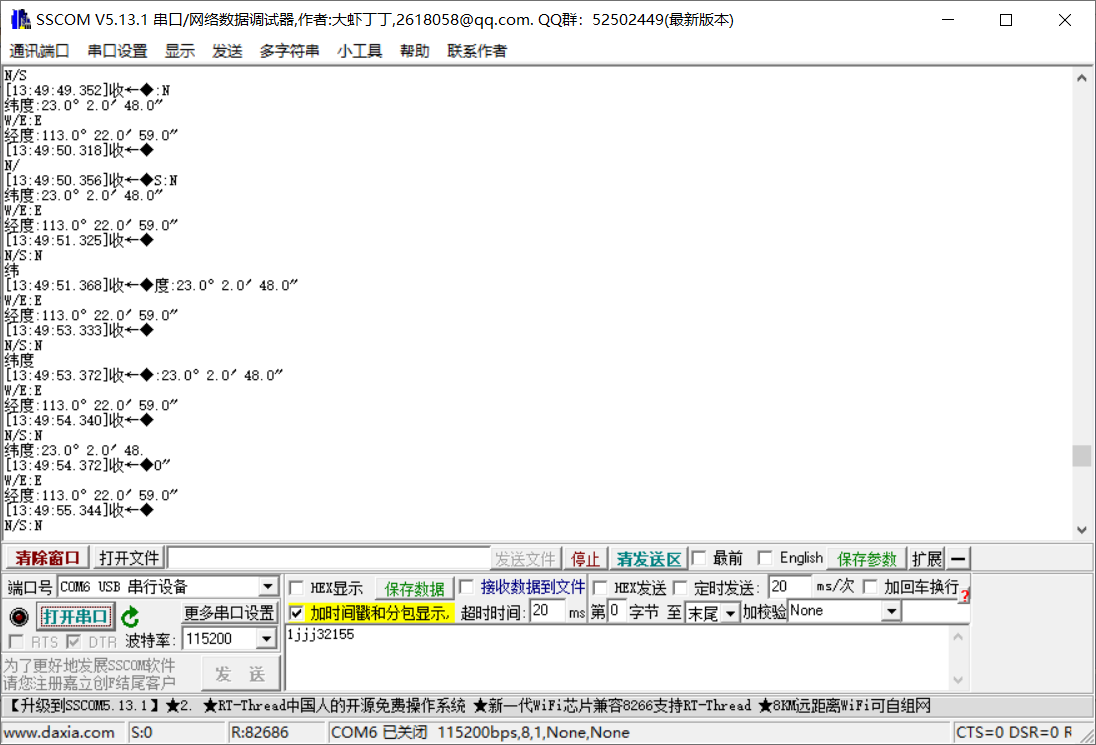 SSCOM V5.13.1 串口/网络数据调试器,作者:大虾丁丁,2618058@qq.com. QQ群：52502449(最新版本)
通讯端口 串口设置 显示 发送 多字符串 小工具 帮助 联系作者
N/S
[13:49:49.352]收←◆:N
纬度:23.0° 2.0′ 48.0″
W/E:E
经度:113.0° 22.0′ 59.0″
[13:49:50.318]收←◆
N/
[13:49:50.356]收←◆S:N
纬度:23.0° 2.0′ 48.0″
W/E:E
经度:113.0° 22.0′ 59.0″
[13:49:51.325]收←◆
N/S:N
纬
[13:49:51.368]收←◆度:23.0° 2.0′ 48.0″
W/E:E
经度:113.0° 22.0′ 59.0″
[13:49:53.333]收←◆
N/S:N
纬度
[13:49:53.372]收←◆:23.0° 2.0′ 48.0″
W/E:E
经度:113.0° 22.0′ 59.0″
[13:49:54.340]收←◆
N/S:N
纬度:23.0° 2.0′ 48.
[13:49:54.372]收←◆0″
W/E:E
经度:113.0° 22.0′ 59.0″
[13:49:55.344]收←◆
N/S:N
清除窗口 打开文件 发送文件 停止 清发送区 最前 English 保存参数 扩展 —
端口号 COM6 USB 串行设备 HEX显示 保存数据 接收数据到文件 HEX发送 定时发送: 20 ms/次 加回车换行 ?
打开串口 更多串口设置 加时间戳和分包显示, 超时时间: 20 ms 第 0 字节 至 末尾 加校验 None
RTS DTR 波特率: 115200 1jjj32155
为了更好地发展SSCOM软件
请您注册嘉立创F结尾客户 发 送
【升级到SSCOM5.13.1】★2. ★RT-Thread中国人的开源免费操作系统 ★新一代WiFi芯片兼容8266支持RT-Thread ★8KM远距离WiFi可自组网
www.daxia.com S:0 R:82686 COM6 已关闭 115200bps,8,1,None,None CTS=0 DSR=0 R